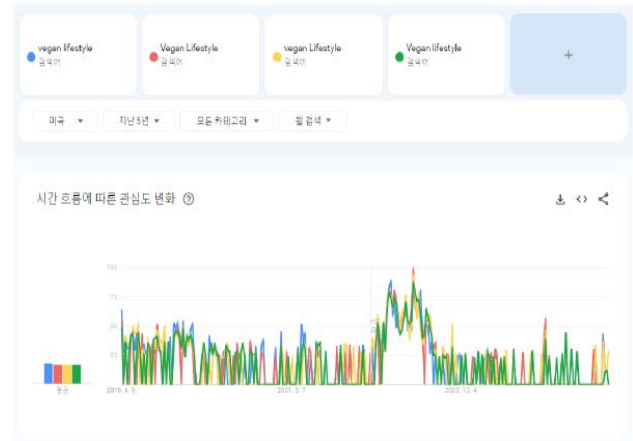 vegan lifestyle
검색어
Vegan Lifestyle
검색어
vegan Lifestyle
검색어
Vegan lifestyle
검색어
+
미국
지난 5년
모든 카테고리
웹 검색
시간 흐름에 따른 관심도 변화
100
75
50
25
평균
2019. 6. 9.
2021. 3. 7.
2022. 12. 4.